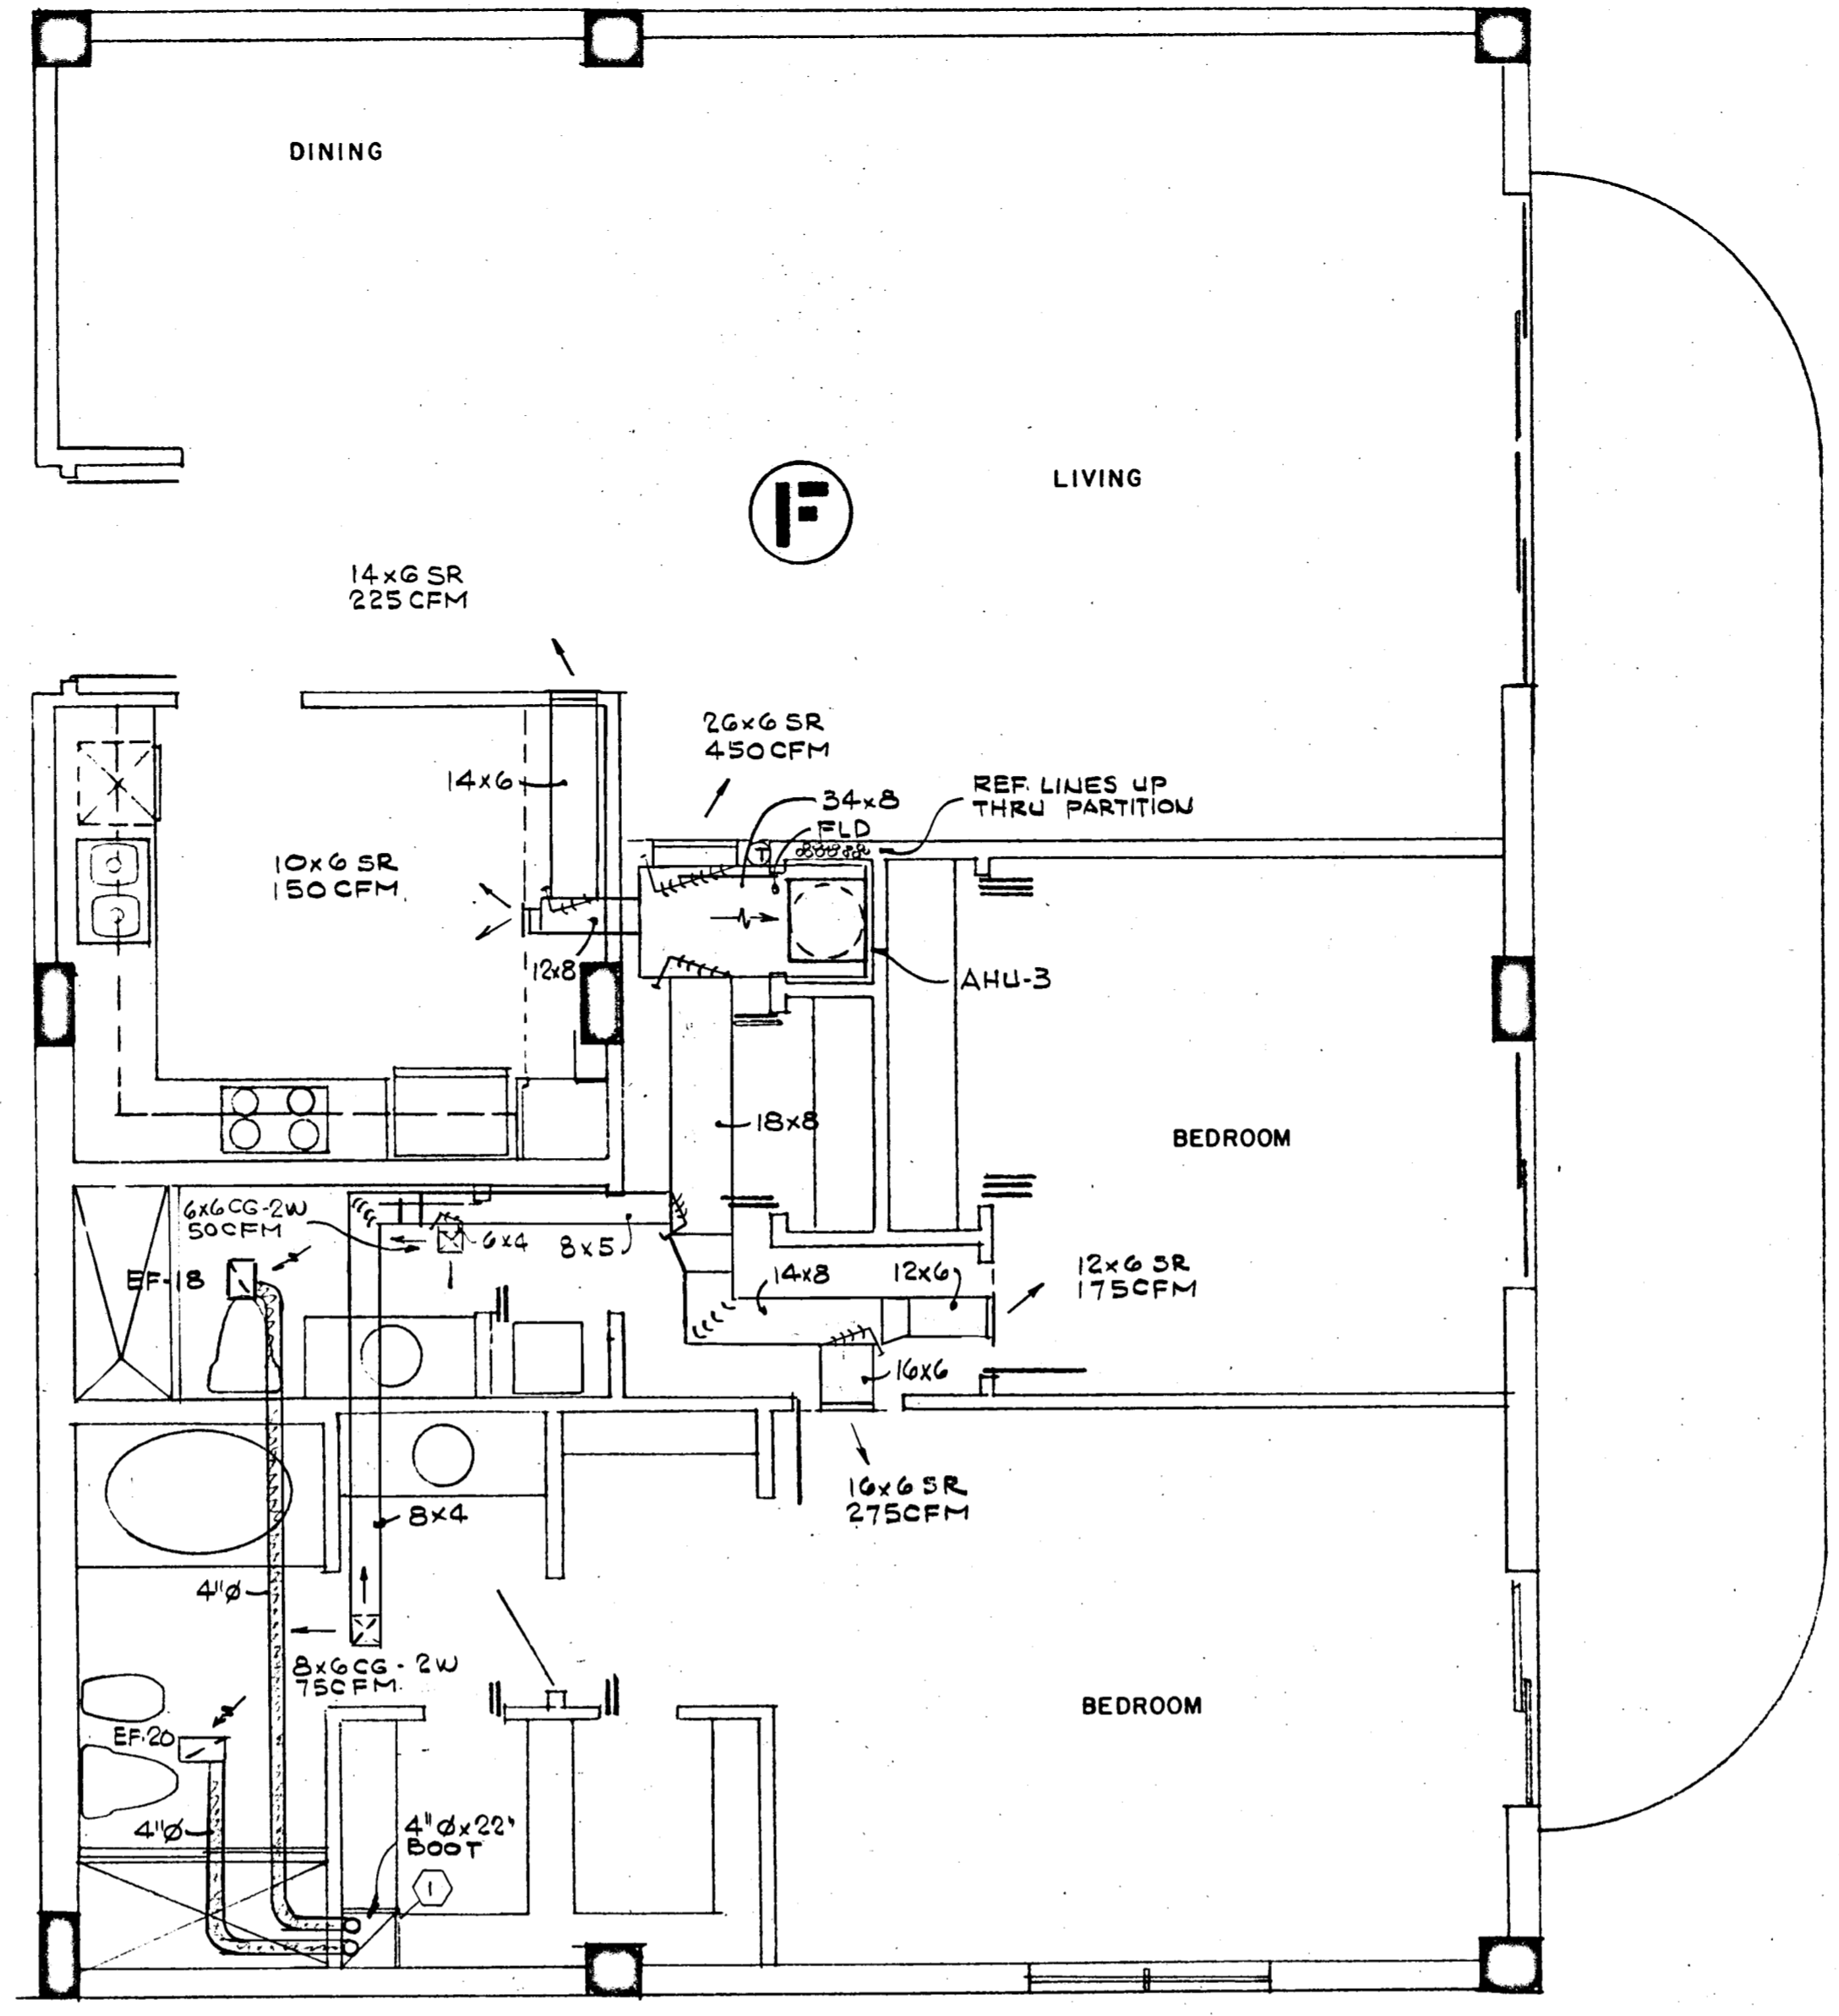 DINING
LIVING
F
14x6 SR
225 CFM
26x6 SR
450 CFM
14x6
34x8
FLD
REF. LINES UP
THRU PARTITION
T
10x6 SR
150 CFM
12x8
AHU-3
18x8
BEDROOM
6x6 CG-2W
50 CFM
6x4
8x5
EF-18
14x8
12x6
12x6 SR
175 CFM
16x6
16x6 SR
275 CFM
8x4
4"ø
8x6 CG - 2W
75 CFM
BEDROOM
EF-20
4"ø
4"øx22"
BOOT
1